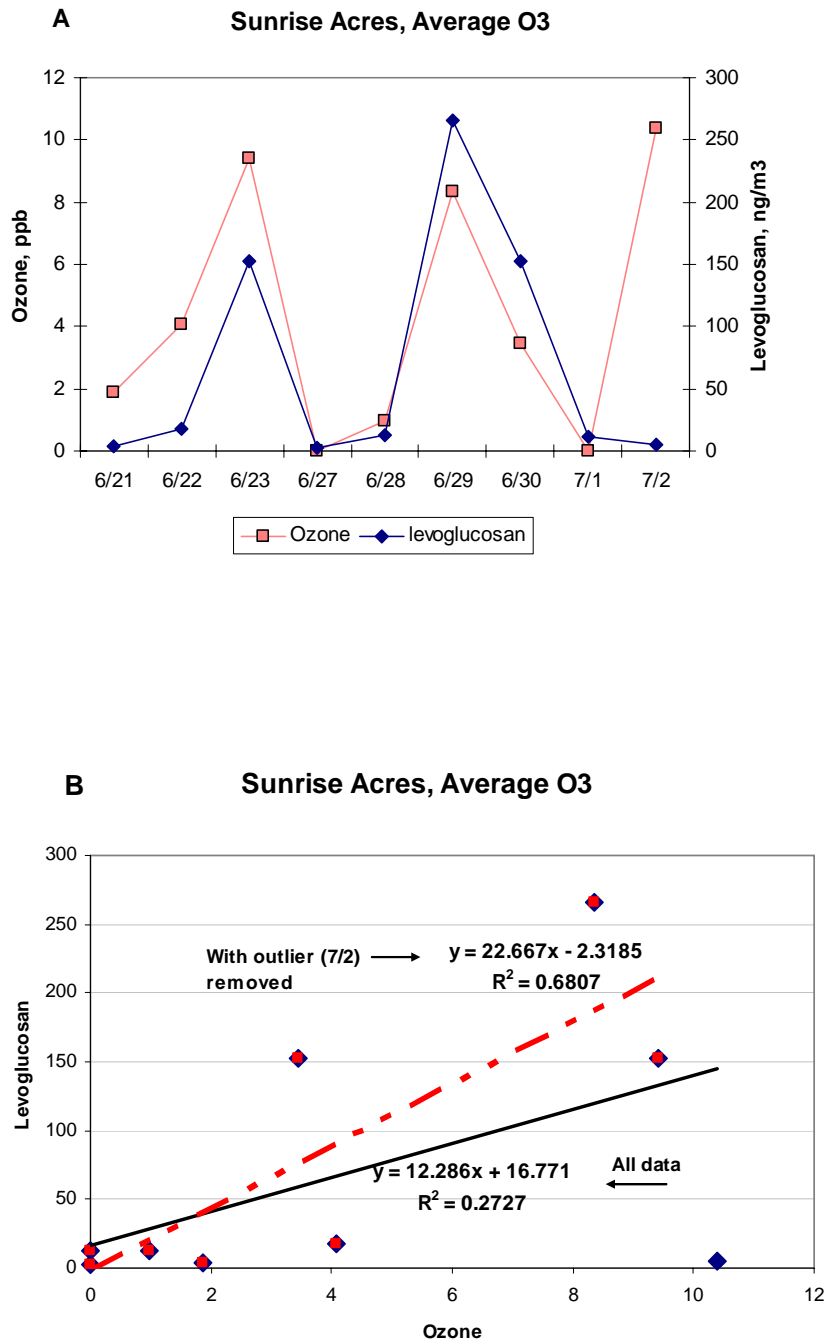 A
Sunrise Acres, Average O3
12 300
10 250
8 200
6 150
4 100
2 50
0 0
Ozone, ppb
Levoglucosan, ng/m3
6/21 6/22 6/23 6/27 6/28 6/29 6/30 7/1 7/2
Ozone levoglucosan
B
Sunrise Acres, Average O3
300
250
200
150
100
50
0
Levoglucosan
With outlier (7/2)
removed
y = 22.667x - 2.3185
R² = 0.6807
y = 12.286x + 16.771
R² = 0.2727
All data
0 2 4 6 8 10 12
Ozone